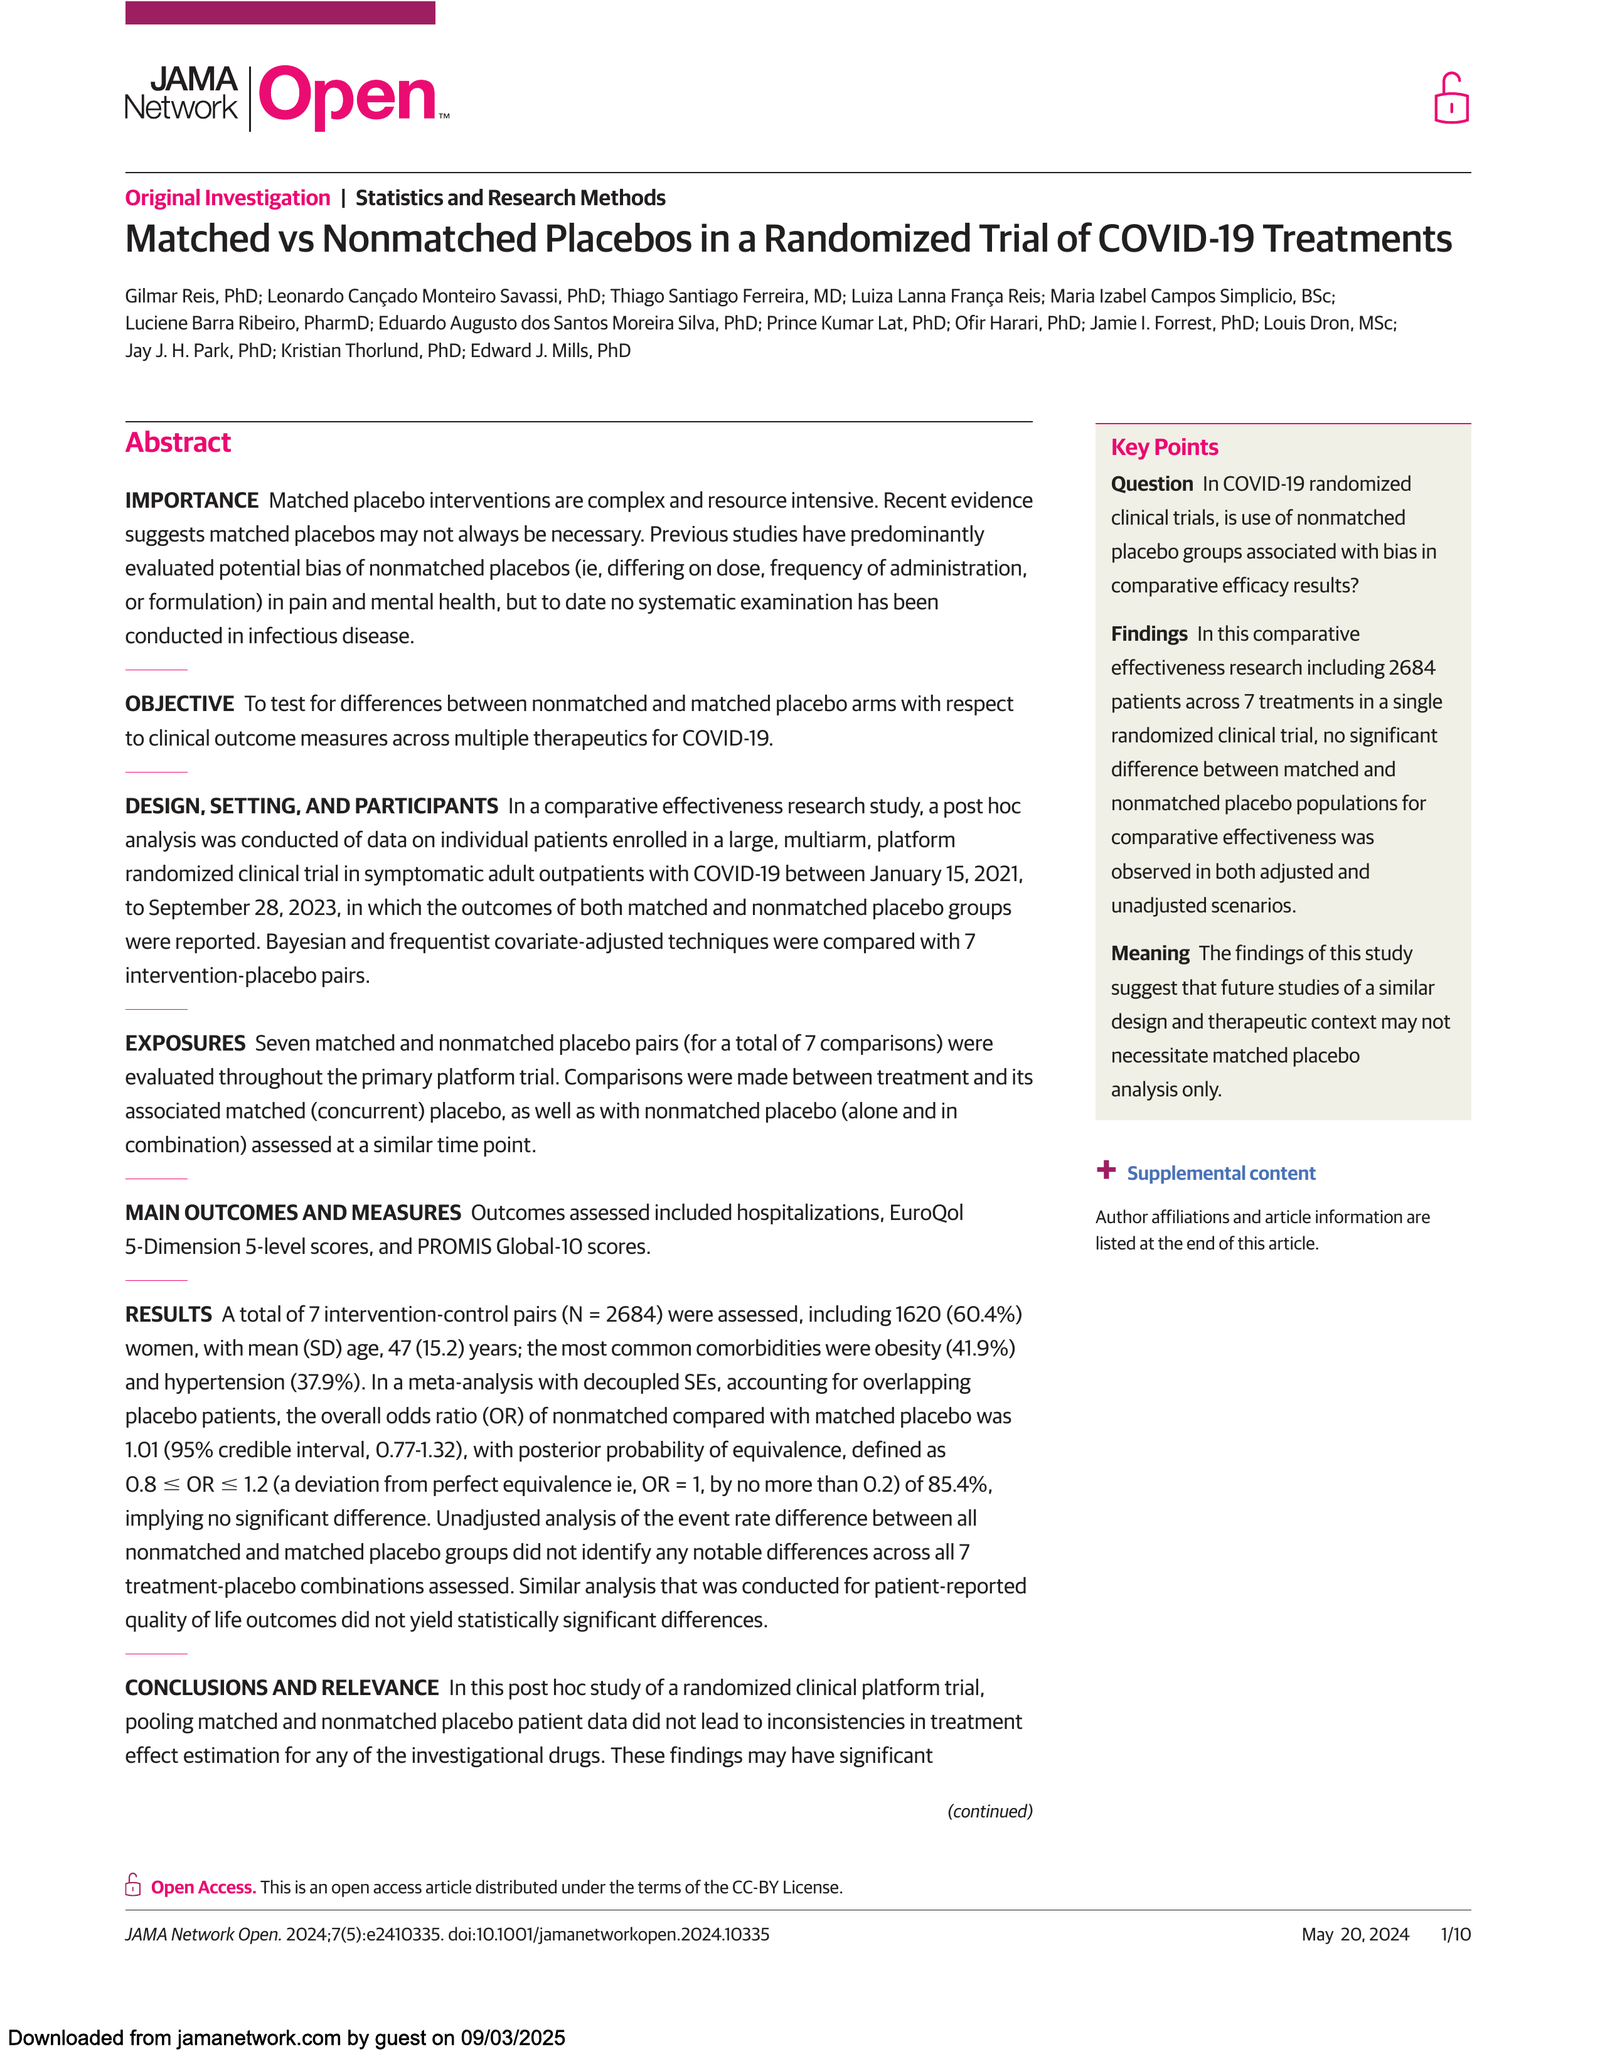 JAMA Network | Open™
Original Investigation | Statistics and Research Methods
Matched vs Nonmatched Placebos in a Randomized Trial of COVID-19 Treatments
Gilmar Reis, PhD; Leonardo Cançado Monteiro Savassi, PhD; Thiago Santiago Ferreira, MD; Luiza Lanna França Reis; Maria Izabel Campos Simplicio, BSc;
Luciene Barra Ribeiro, PharmD; Eduardo Augusto dos Santos Moreira Silva, PhD; Prince Kumar Lat, PhD; Ofir Harari, PhD; Jamie I. Forrest, PhD; Louis Dron, MSc;
Jay J. H. Park, PhD; Kristian Thorlund, PhD; Edward J. Mills, PhD
Abstract
IMPORTANCE Matched placebo interventions are complex and resource intensive. Recent evidence
suggests matched placebos may not always be necessary. Previous studies have predominantly
evaluated potential bias of nonmatched placebos (ie, differing on dose, frequency of administration,
or formulation) in pain and mental health, but to date no systematic examination has been
conducted in infectious disease.
OBJECTIVE To test for differences between nonmatched and matched placebo arms with respect
to clinical outcome measures across multiple therapeutics for COVID-19.
DESIGN, SETTING, AND PARTICIPANTS In a comparative effectiveness research study, a post hoc
analysis was conducted of data on individual patients enrolled in a large, multiarm, platform
randomized clinical trial in symptomatic adult outpatients with COVID-19 between January 15, 2021,
to September 28, 2023, in which the outcomes of both matched and nonmatched placebo groups
were reported. Bayesian and frequentist covariate-adjusted techniques were compared with 7
intervention-placebo pairs.
EXPOSURES Seven matched and nonmatched placebo pairs (for a total of 7 comparisons) were
evaluated throughout the primary platform trial. Comparisons were made between treatment and its
associated matched (concurrent) placebo, as well as with nonmatched placebo (alone and in
combination) assessed at a similar time point.
MAIN OUTCOMES AND MEASURES Outcomes assessed included hospitalizations, EuroQol
5-Dimension 5-level scores, and PROMIS Global-10 scores.
RESULTS A total of 7 intervention-control pairs (N = 2684) were assessed, including 1620 (60.4%)
women, with mean (SD) age, 47 (15.2) years; the most common comorbidities were obesity (41.9%)
and hypertension (37.9%). In a meta-analysis with decoupled SEs, accounting for overlapping
placebo patients, the overall odds ratio (OR) of nonmatched compared with matched placebo was
1.01 (95% credible interval, 0.77-1.32), with posterior probability of equivalence, defined as
0.8 ≤ OR ≤ 1.2 (a deviation from perfect equivalence ie, OR = 1, by no more than 0.2) of 85.4%,
implying no significant difference. Unadjusted analysis of the event rate difference between all
nonmatched and matched placebo groups did not identify any notable differences across all 7
treatment-placebo combinations assessed. Similar analysis that was conducted for patient-reported
quality of life outcomes did not yield statistically significant differences.
CONCLUSIONS AND RELEVANCE In this post hoc study of a randomized clinical platform trial,
pooling matched and nonmatched placebo patient data did not lead to inconsistencies in treatment
effect estimation for any of the investigational drugs. These findings may have significant
(continued)
Key Points
Question In COVID-19 randomized
clinical trials, is use of nonmatched
placebo groups associated with bias in
comparative efficacy results?
Findings In this comparative
effectiveness research including 2684
patients across 7 treatments in a single
randomized clinical trial, no significant
difference between matched and
nonmatched placebo populations for
comparative effectiveness was
observed in both adjusted and
unadjusted scenarios.
Meaning The findings of this study
suggest that future studies of a similar
design and therapeutic context may not
necessitate matched placebo
analysis only.
+ Supplemental content
Author affiliations and article information are
listed at the end of this article.
Open Access. This is an open access article distributed under the terms of the CC-BY License.
JAMA Network Open. 2024;7(5):e2410335. doi:10.1001/jamanetworkopen.2024.10335
May 20, 2024 1/10
Downloaded from jamanetwork.com by guest on 09/03/2025